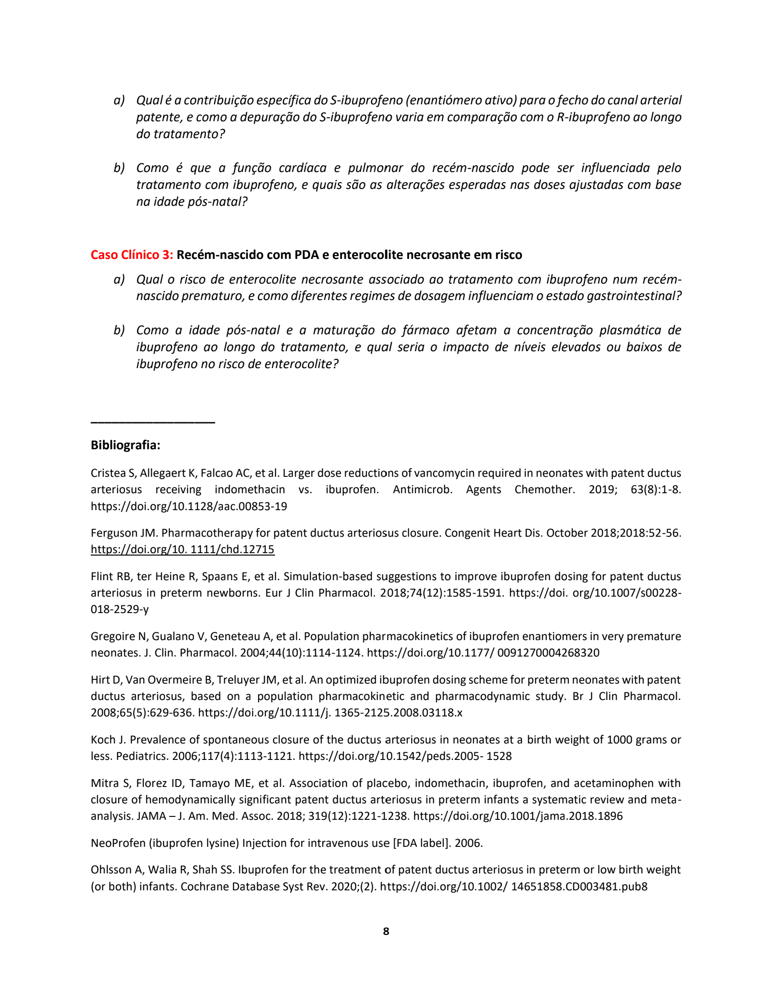 a) Qual é a contribuição específica do S-ibuprofeno (enantiómero ativo) para o fecho do canal arterial
patente, e como a depuração do S-ibuprofeno varia em comparação com o R-ibuprofeno ao longo
do tratamento?
b) Como é que a função cardíaca e pulmonar do recém-nascido pode ser influenciada pelo
tratamento com ibuprofeno, e quais são as alterações esperadas nas doses ajustadas com base
na idade pós-natal?
Caso Clínico 3: Recém-nascido com PDA e enterocolite necrosante em risco
a) Qual o risco de enterocolite necrosante associado ao tratamento com ibuprofeno num recém-
nascido prematuro, e como diferentes regimes de dosagem influenciam o estado gastrointestinal?
b) Como a idade pós-natal e a maturação do fármaco afetam a concentração plasmática de
ibuprofeno ao longo do tratamento, e qual seria o impacto de níveis elevados ou baixos de
ibuprofeno no risco de enterocolite?
__________________
Bibliografia:
Cristea S, Allegaert K, Falcao AC, et al. Larger dose reductions of vancomycin required in neonates with patent ductus
arteriosus receiving indomethacin vs. ibuprofen. Antimicrob. Agents Chemother. 2019; 63(8):1-8.
https://doi.org/10.1128/aac.00853-19
Ferguson JM. Pharmacotherapy for patent ductus arteriosus closure. Congenit Heart Dis. October 2018;2018:52-56.
https://doi.org/10. 1111/chd.12715
Flint RB, ter Heine R, Spaans E, et al. Simulation-based suggestions to improve ibuprofen dosing for patent ductus
arteriosus in preterm newborns. Eur J Clin Pharmacol. 2018;74(12):1585-1591. https://doi. org/10.1007/s00228-
018-2529-y
Gregoire N, Gualano V, Geneteau A, et al. Population pharmacokinetics of ibuprofen enantiomers in very premature
neonates. J. Clin. Pharmacol. 2004;44(10):1114-1124. https://doi.org/10.1177/ 0091270004268320
Hirt D, Van Overmeire B, Treluyer JM, et al. An optimized ibuprofen dosing scheme for preterm neonates with patent
ductus arteriosus, based on a population pharmacokinetic and pharmacodynamic study. Br J Clin Pharmacol.
2008;65(5):629-636. https://doi.org/10.1111/j. 1365-2125.2008.03118.x
Koch J. Prevalence of spontaneous closure of the ductus arteriosus in neonates at a birth weight of 1000 grams or
less. Pediatrics. 2006;117(4):1113-1121. https://doi.org/10.1542/peds.2005- 1528
Mitra S, Florez ID, Tamayo ME, et al. Association of placebo, indomethacin, ibuprofen, and acetaminophen with
closure of hemodynamically significant patent ductus arteriosus in preterm infants a systematic review and meta-
analysis. JAMA – J. Am. Med. Assoc. 2018; 319(12):1221-1238. https://doi.org/10.1001/jama.2018.1896
NeoProfen (ibuprofen lysine) Injection for intravenous use [FDA label]. 2006.
Ohlsson A, Walia R, Shah SS. Ibuprofen for the treatment of patent ductus arteriosus in preterm or low birth weight
(or both) infants. Cochrane Database Syst Rev. 2020;(2). https://doi.org/10.1002/ 14651858.CD003481.pub8
8